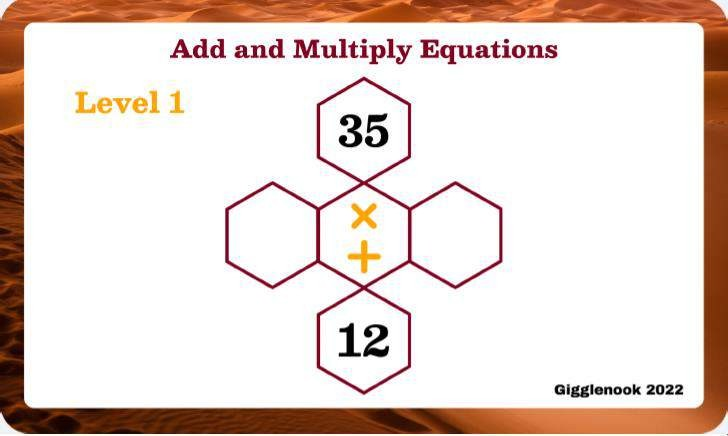 Add and Multiply Equations
Level 1
35
×
+
12
Gigglenook 2022